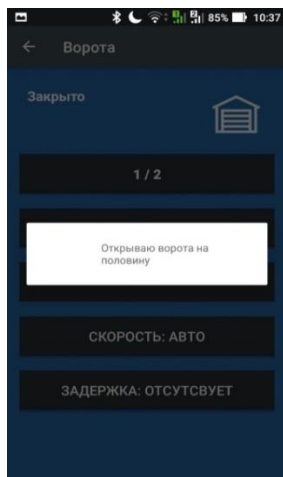 85% 10:37
Ворота
Закрыто
1 / 2
Открываю ворота на
половину
СКОРОСТЬ: АВТО
ЗАДЕРЖКА: ОТСУТСВУЕТ